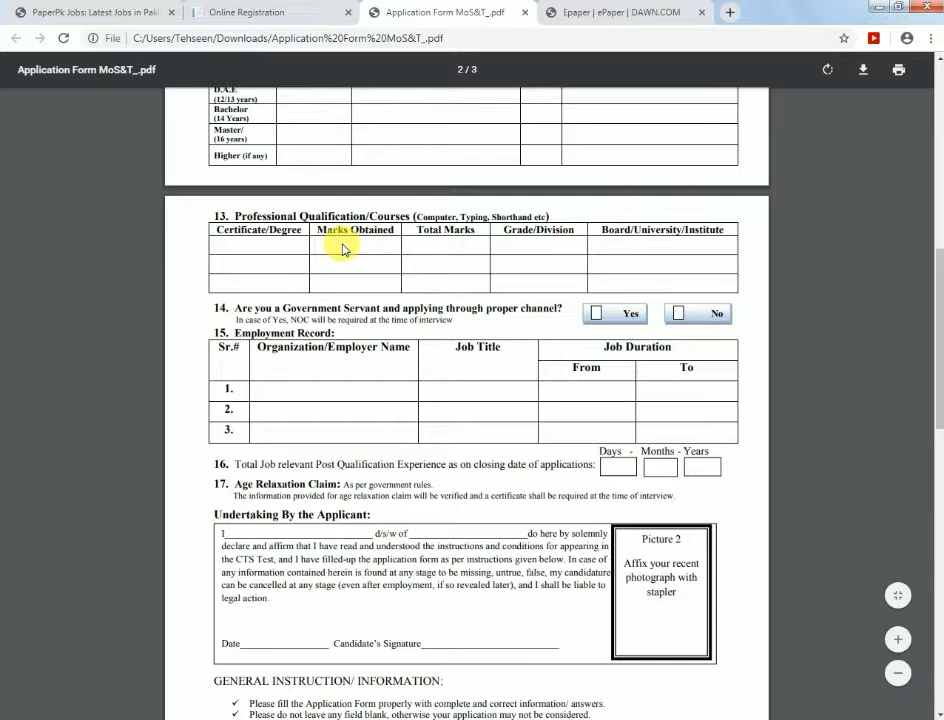 PaperPk Jobs: Latest Jobs in Paki
Online Registration
Application Form MoS&T_.pdf
Epaper | ePaper | DAWN.COM
File
C:/Users/Tehseen/Downloads/Application%20Form%20MoS&T_.pdf
Application Form MoS&T_.pdf
2 / 3
D.A.E
(12/13 years)
Bachelor
(14 Years)
Master/
(16 years)
Higher (if any)
13. Professional Qualification/Courses (Computer, Typing, Shorthand etc)
Certificate/Degree Marks Obtained Total Marks Grade/Division Board/University/Institute
14. Are you a Government Servant and applying through proper channel? Yes No
In case of Yes, NOC will be required at the time of interview
15. Employment Record:
Sr.# Organization/Employer Name Job Title Job Duration
From To
1.
2.
3.
Days - Months - Years
16. Total Job relevant Post Qualification Experience as on closing date of applications:
17. Age Relaxation Claim: As per government rules.
The information provided for age relaxation claim will be verified and a certificate shall be required at the time of interview.
Undertaking By the Applicant:
I__________________________ d/s/w of _____________________do here by solemnly
declare and affirm that I have read and understood the instructions and conditions for appearing in
the CTS Test, and I have filled-up the application form as per instructions given below. In case of
any information contained herein is found at any stage to be missing, untrue, false, my candidature
can be cancelled at any stage (even after employment, if so revealed later), and I shall be liable to
legal action.
Date________________ Candidate's Signature_________________________
Picture 2
Affix your recent
photograph with
stapler
GENERAL INSTRUCTION/ INFORMATION:
✓ Please fill the Application Form properly with complete and correct information/ answers.
✓ Please do not leave any field blank, otherwise your application may not be considered.